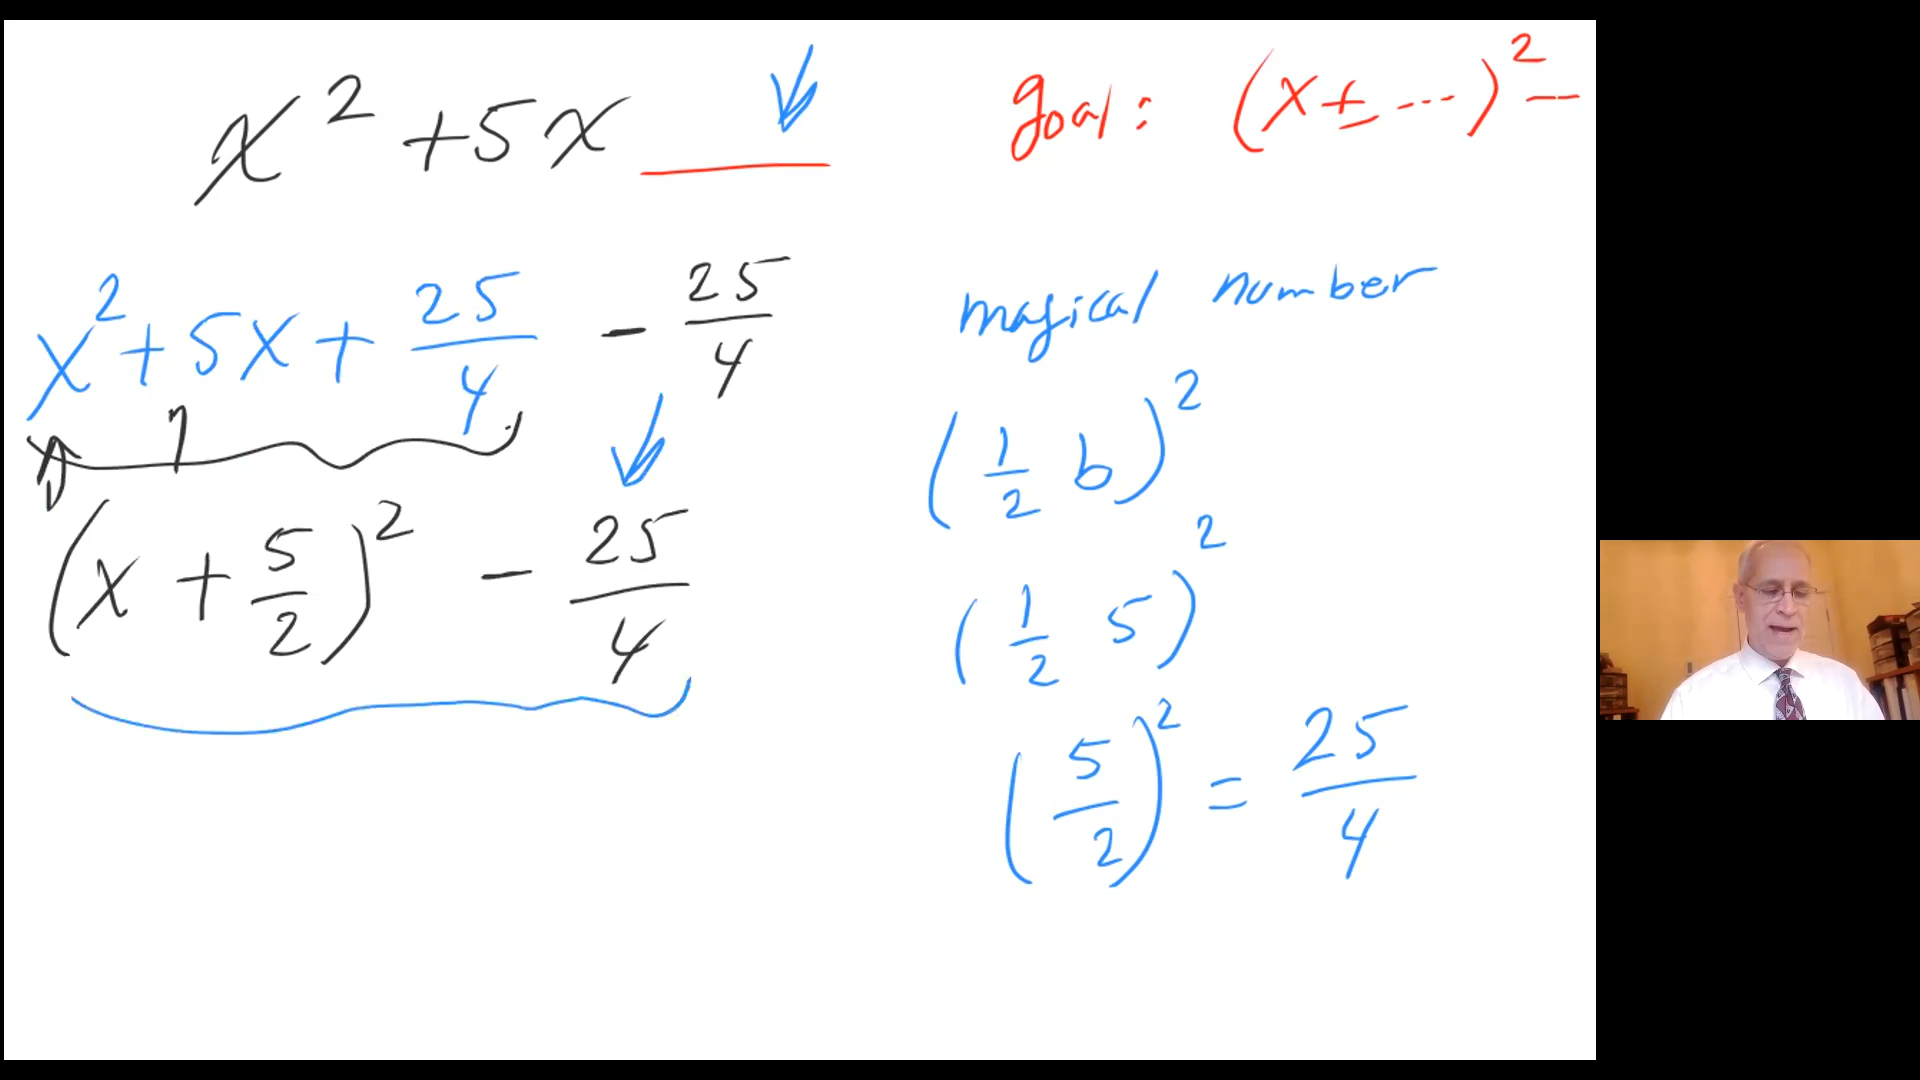 x² + 5x ___
goal: (x ± ...)² —
x² + 5x + 25/4 - 25/4
(x + 5/2)² - 25/4
magical number
(1/2 b)²
(1/2 5)²
(5/2)² = 25/4